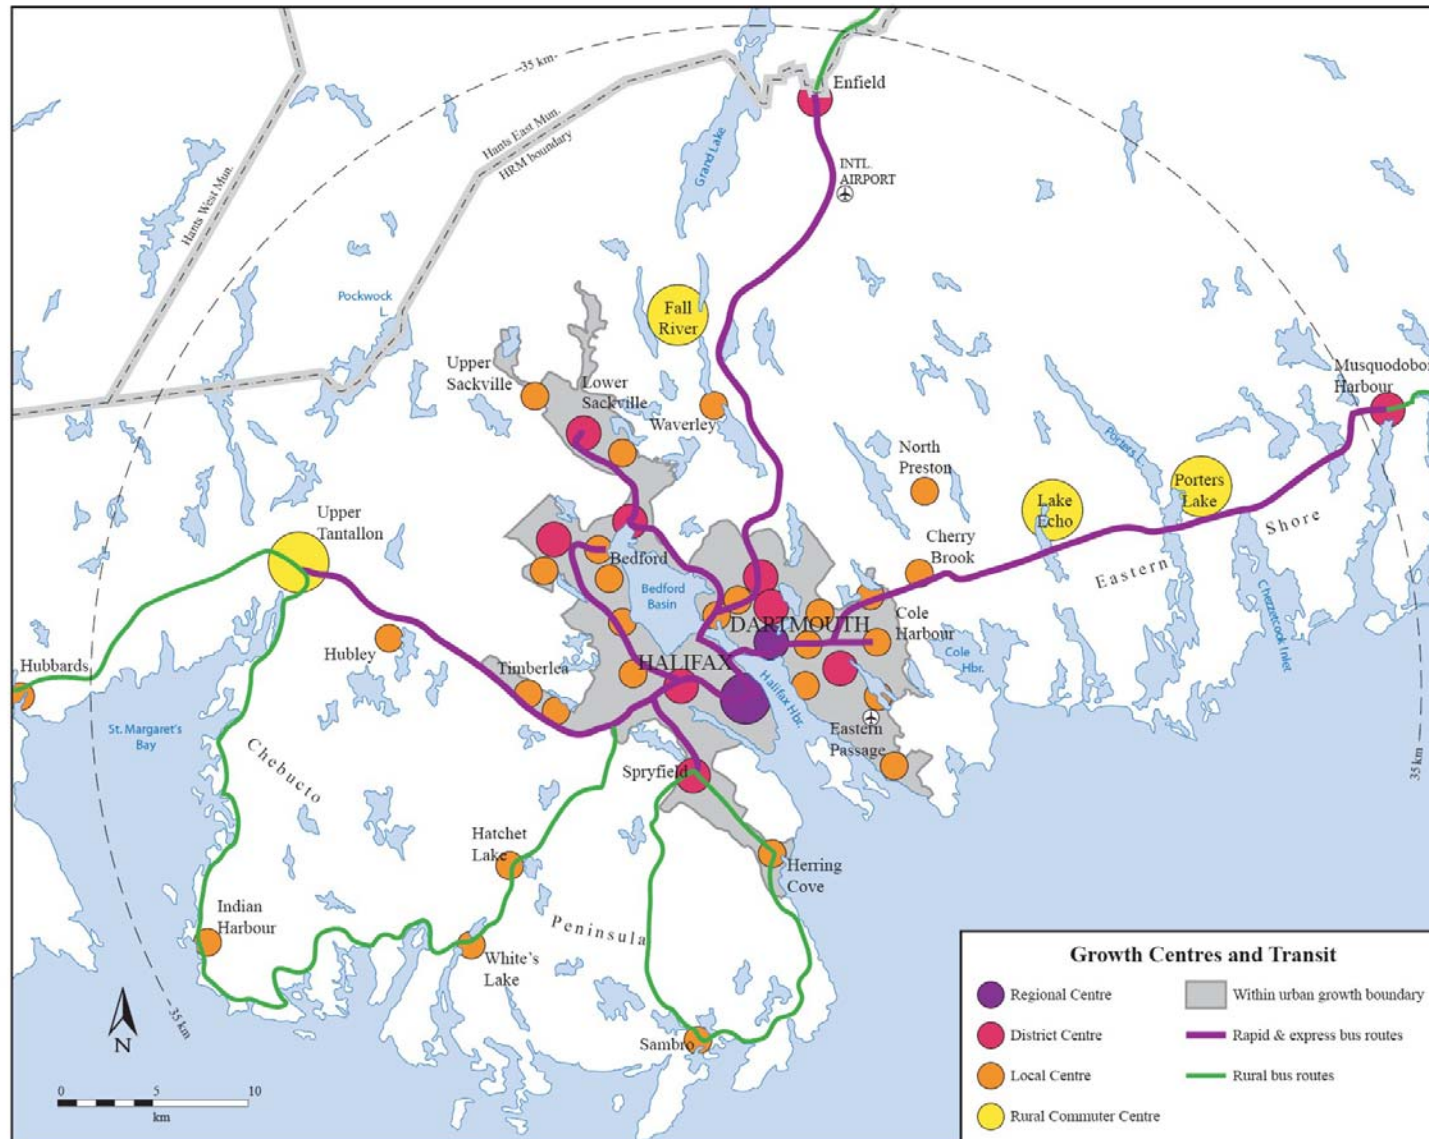 35 km
Enfield
Hants East Mun.
HRM boundary
Grand Lake
INTL.
AIRPORT
Hants West Mun.
Pockwock
L.
Fall
River
Upper
Sackville
Lower
Sackville
Waverley
Musquodoboi
Harbour
North
Preston
Porters L.
Lake
Echo
Porters
Lake
Shore
Eastern
Chezzetcook Inlet
Upper
Tantallon
Cherry
Brook
Bedford
Bedford
Basin
DARTMOUTH
Cole
Harbour
Cole
Hbr.
Hubley
Hubbards
Timberlea
HALIFAX
Halifax Hbr.
St. Margaret's
Bay
Chebucto
Eastern
Passage
Spryfield
35 km
Hatchet
Lake
Herring
Cove
Indian
Harbour
Peninsula
White's
Lake
35 km
Sambro
N
0 5 10
km
Growth Centres and Transit
Regional Centre
District Centre
Local Centre
Rural Commuter Centre
Within urban growth boundary
Rapid & express bus routes
Rural bus routes